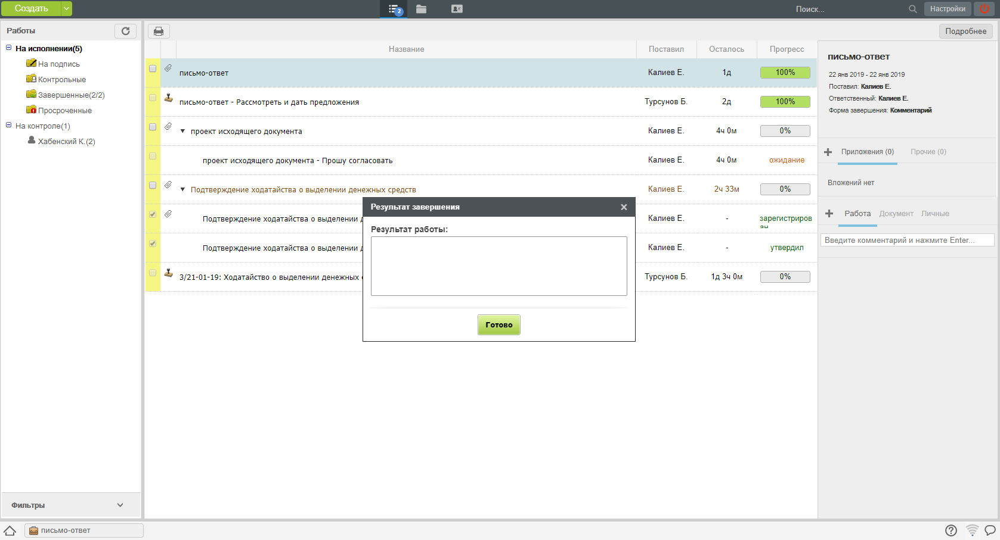 Создать
2
Поиск...
Настройки
Работы
На исполнении(5)
На подпись
Контрольные
Завершенные(2/2)
Просроченные
На контроле(1)
Хабенский К.(2)
Фильтры
Название Поставил Осталось Прогресс
письмо-ответ Калиев Е. 1д 100%
письмо-ответ - Рассмотреть и дать предложения Турсунов Б. 2д 100%
проект исходящего документа Калиев Е. 4ч 0м 0%
проект исходящего документа - Прошу согласовать Калиев Е. 4ч 0м ожидание
Подтверждение ходатайства о выделении денежных средств Калиев Е. 2ч 33м 0%
Подтверждение ходатайства о выделении Калиев Е. - зарегистрирован
Подтверждение ходатайства о выделении Калиев Е. - утвердил
3/21-01-19: Ходатайство о выделении денежных Турсунов Б. 1д 3ч 0м 0%
Результат завершения
Результат работы:
Готово
Подробнее
письмо-ответ
22 янв 2019 - 22 янв 2019
Поставил: Калиев Е.
Ответственный: Калиев Е.
Форма завершения: Комментарий
Приложения (0) Прочие (0)
Вложений нет
Работа Документ Личные
Введите комментарий и нажмите Enter...
письмо-ответ